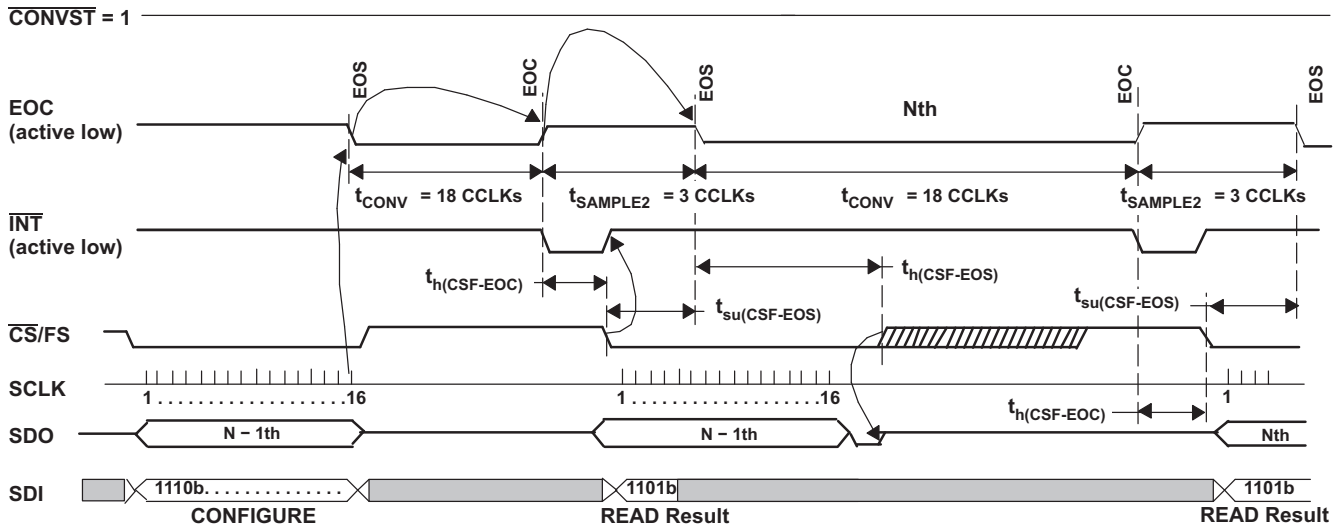 CONVST = 1
EOS EOC EOS EOC EOS
EOC
(active low)
Nth
tCONV = 18 CCLKs tSAMPLE2 = 3 CCLKs tCONV = 18 CCLKs tSAMPLE2 = 3 CCLKs
INT
(active low)
th(CSF-EOC) th(CSF-EOS)
tsu(CSF-EOS) tsu(CSF-EOS)
CS/FS
SCLK
1 . . . . . . . . . . . . . . . . . . . . . . 16 1 . . . . . . . . . . . . . . . . . . . . . . 16 1
th(CSF-EOC)
SDO N − 1th N − 1th Nth
SDI 1110b. . . . . . . . . . . . . . 1101b 1101b
CONFIGURE READ Result READ Result